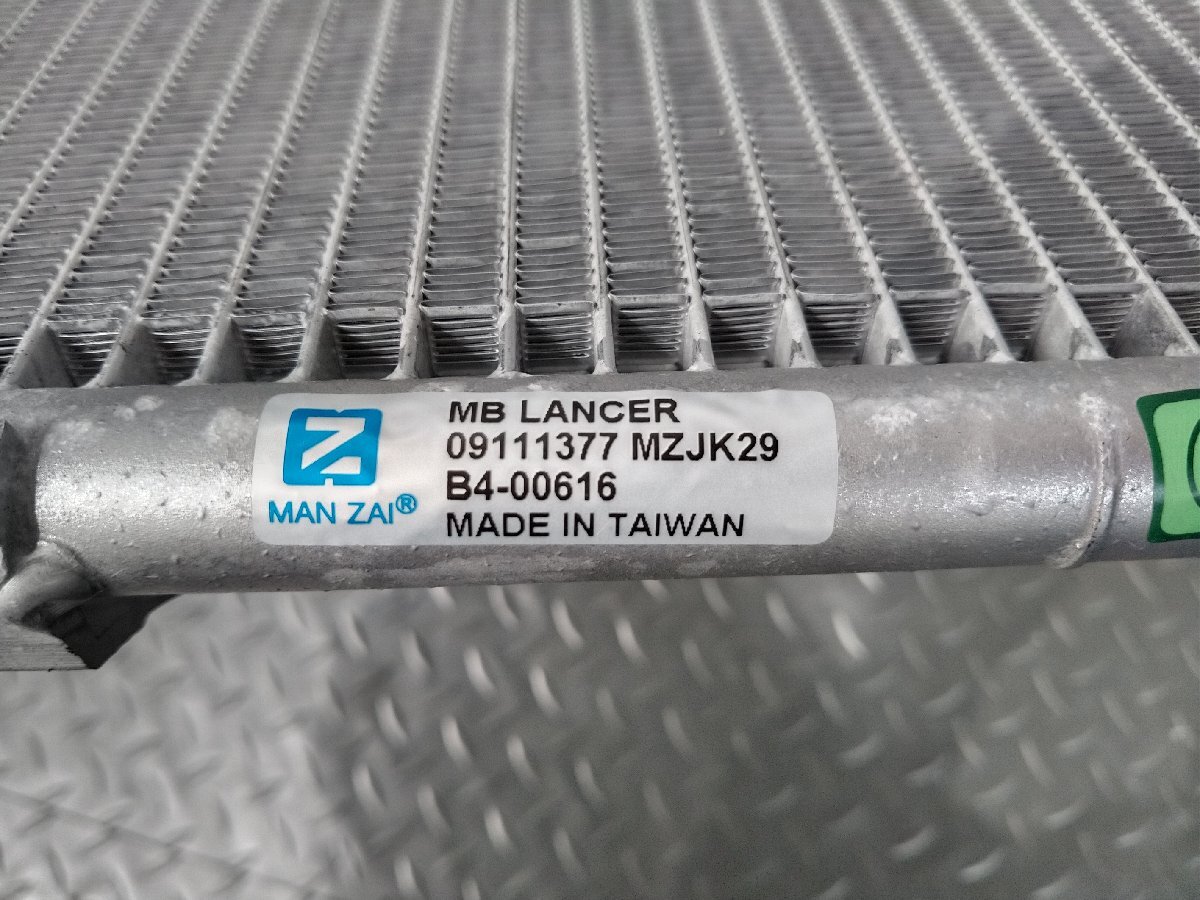 MB LANCER
09111377 MZJK29
B4-00616
MADE IN TAIWAN
MAN ZAI®